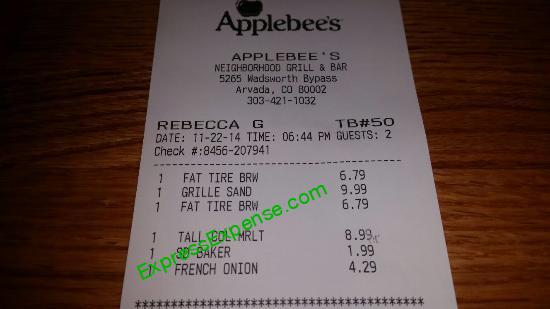 Applebee's
APPLEBEE'S
NEIGHBORHOOD GRILL & BAR
5265 Wadsworth Bypass
Arvada, CO 80002
303-421-1032
REBECCA G TB#50
DATE: 11-22-14 TIME: 06:44 PM GUESTS: 2
Check #:8456-207941
1 FAT TIRE BRW 6.79
1 GRILLE SAND 9.99
1 FAT TIRE BRW 6.79
1 TALL COL MRLT 8.99
1 SD BAKER 1.99
1 FRENCH ONION 4.29
****************************************
ExpressExpense.com